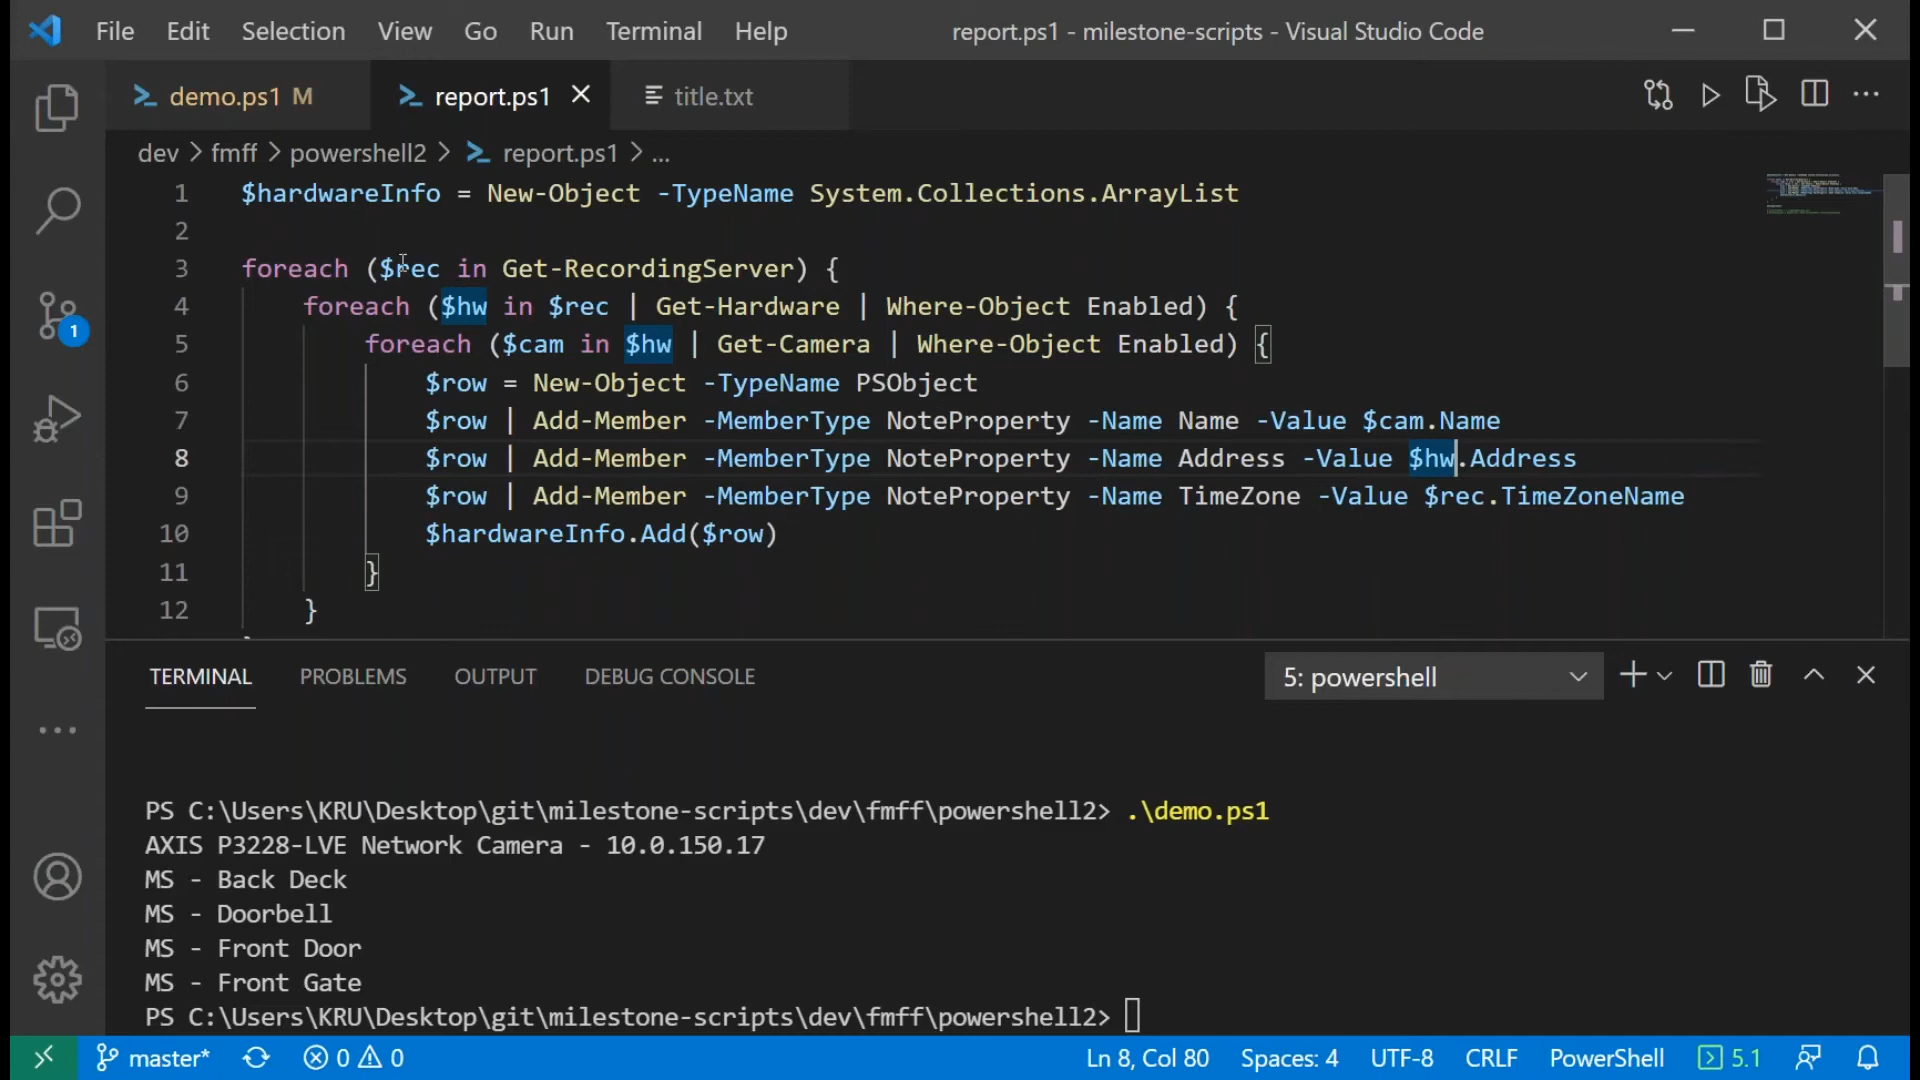 File Edit Selection View Go Run Terminal Help report.ps1 - milestone-scripts - Visual Studio Code
demo.ps1 M report.ps1 title.txt
dev > fmff > powershell2 > report.ps1 > ...
1 $hardwareInfo = New-Object -TypeName System.Collections.ArrayList
2
3 foreach ($rec in Get-RecordingServer) {
4 foreach ($hw in $rec | Get-Hardware | Where-Object Enabled) {
5 foreach ($cam in $hw | Get-Camera | Where-Object Enabled) {
6 $row = New-Object -TypeName PSObject
7 $row | Add-Member -MemberType NoteProperty -Name Name -Value $cam.Name
8 $row | Add-Member -MemberType NoteProperty -Name Address -Value $hw.Address
9 $row | Add-Member -MemberType NoteProperty -Name TimeZone -Value $rec.TimeZoneName
10 $hardwareInfo.Add($row)
11 }
12 }
1
TERMINAL PROBLEMS OUTPUT DEBUG CONSOLE 5: powershell
PS C:\Users\KRU\Desktop\git\milestone-scripts\dev\fmff\powershell2> .\demo.ps1
AXIS P3228-LVE Network Camera - 10.0.150.17
MS - Back Deck
MS - Doorbell
MS - Front Door
MS - Front Gate
PS C:\Users\KRU\Desktop\git\milestone-scripts\dev\fmff\powershell2>
master* 0 0 Ln 8, Col 80 Spaces: 4 UTF-8 CRLF PowerShell 5.1